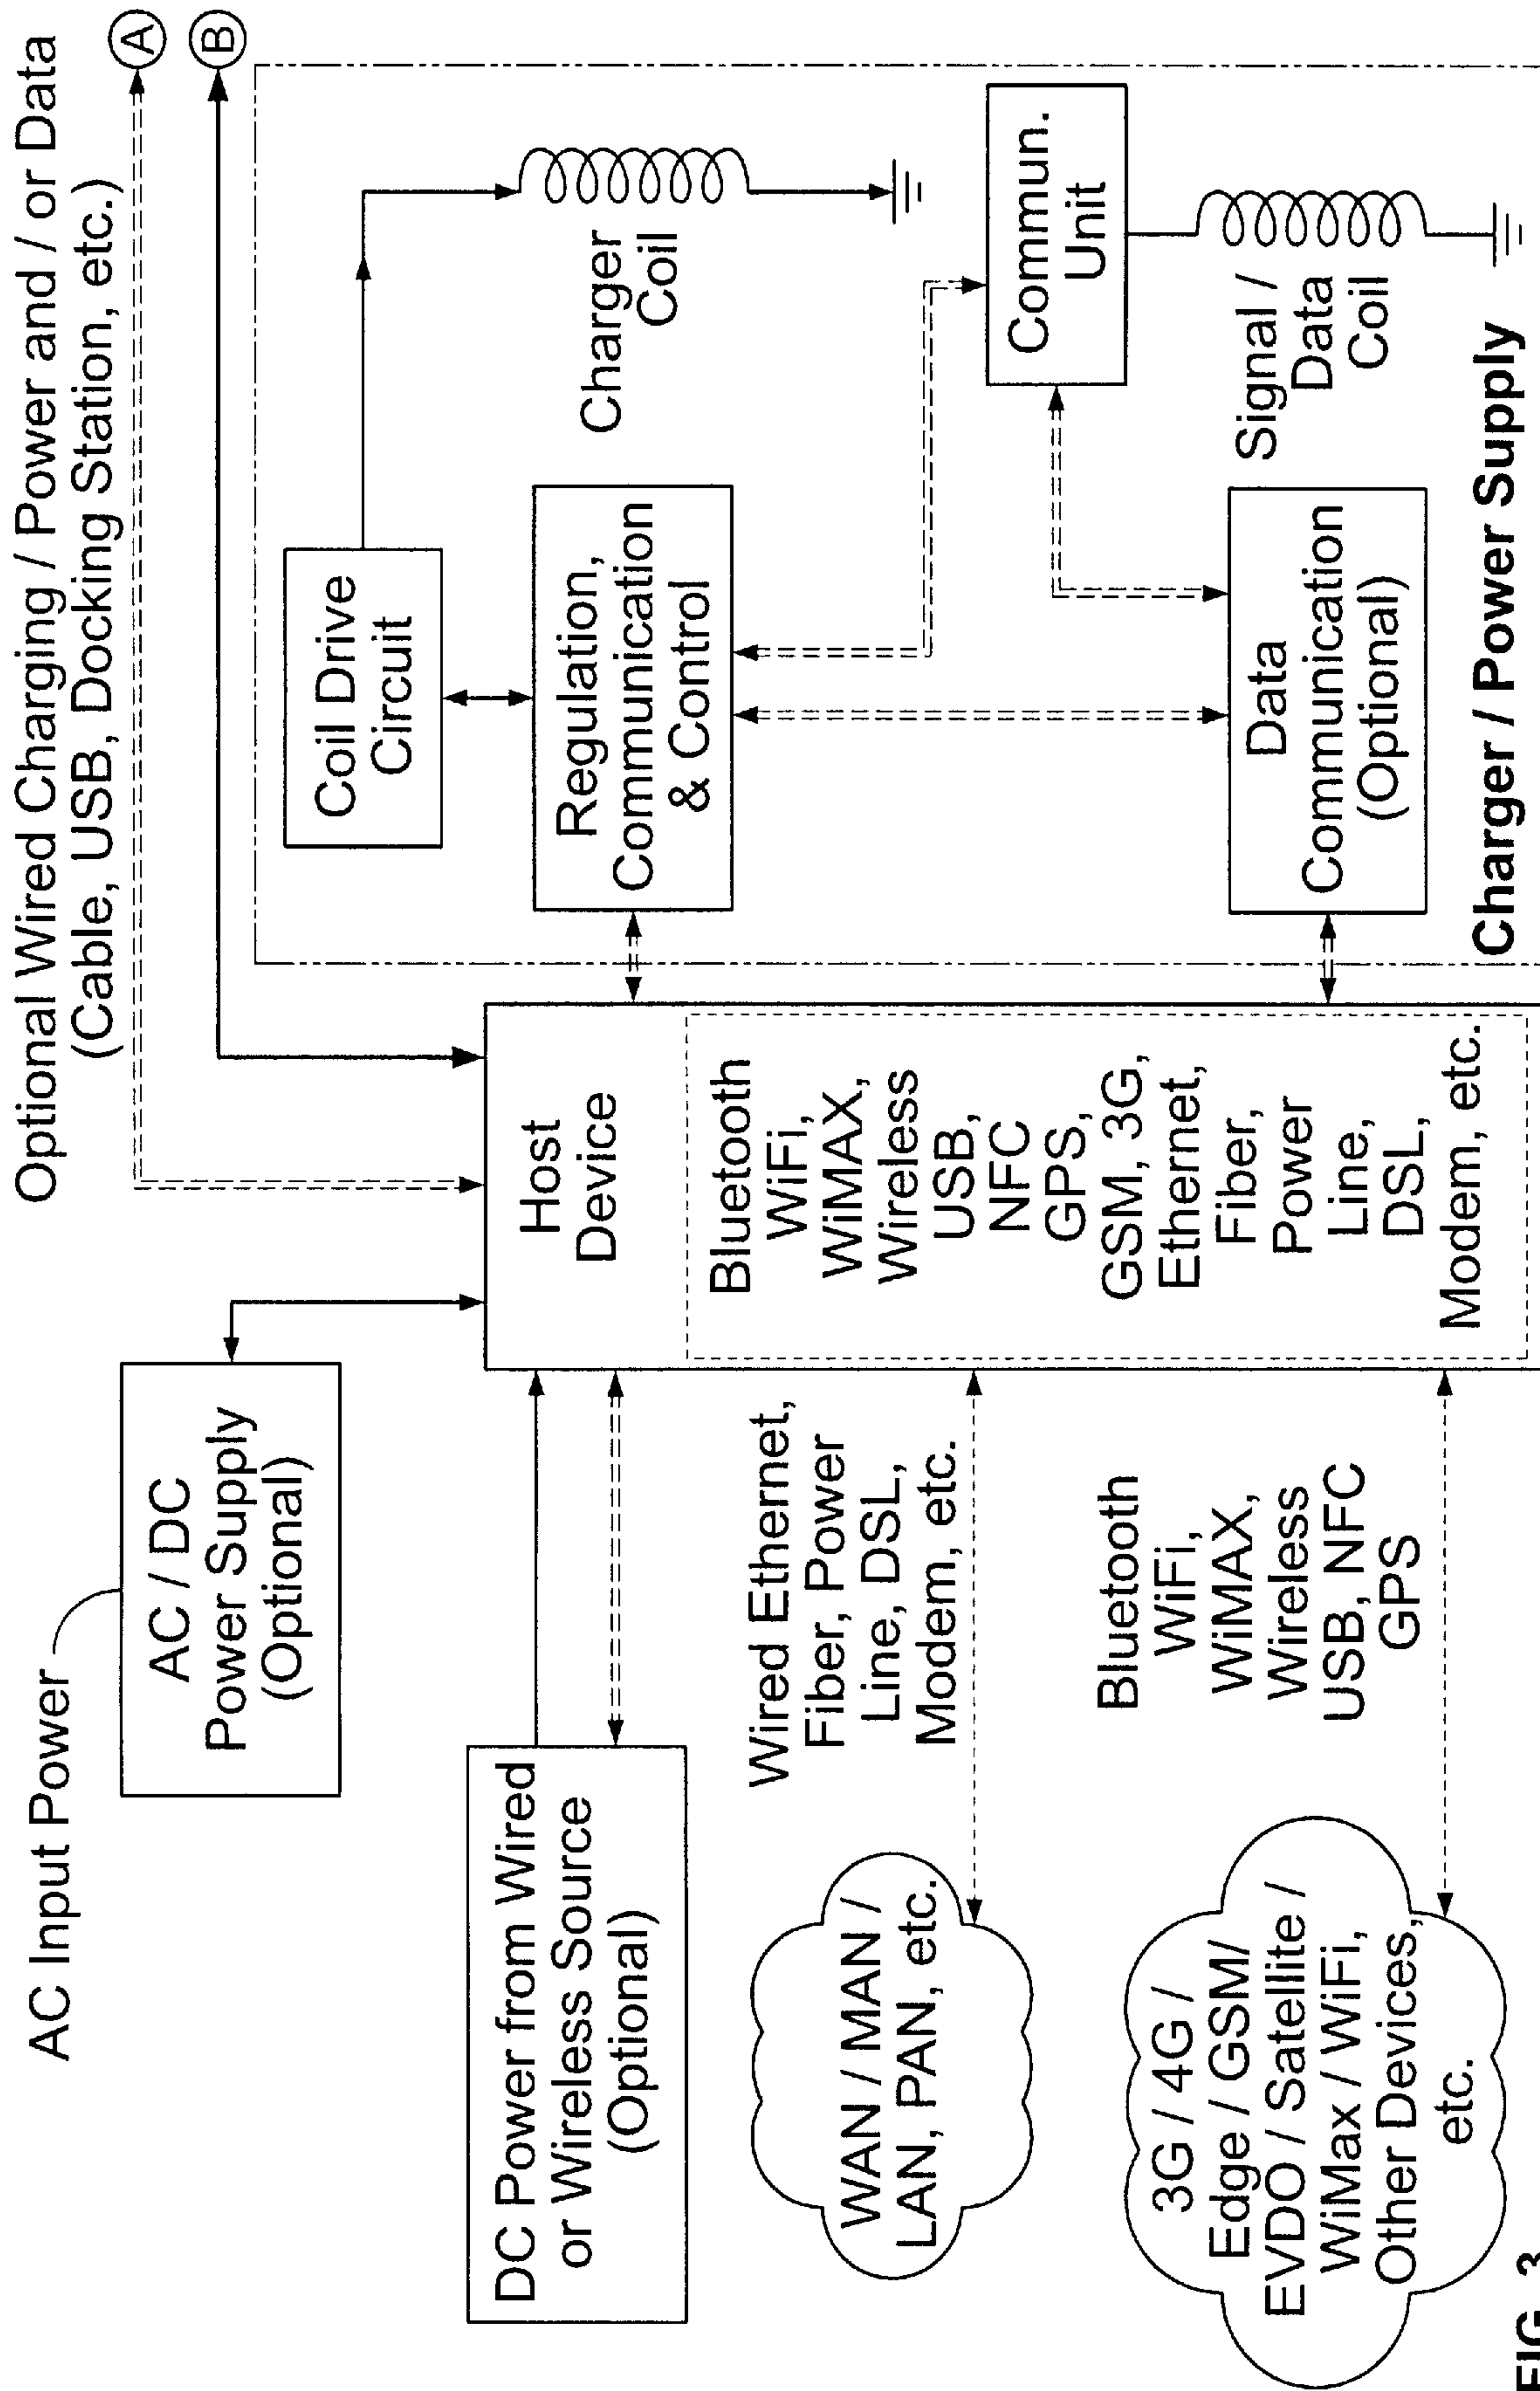 Optional Wired Charging / Power and / or Data
(Cable, USB, Docking Station, etc.)
A
B
AC Input Power
AC / DC
Power Supply
(Optional)
DC Power from Wired
or Wireless Source
(Optional)
Host
Device
Bluetooth
WiFi,
WiMAX,
Wireless
USB,
NFC
GPS,
GSM, 3G,
Ethernet,
Fiber,
Power
Line,
DSL,
Modem, etc.
Coil Drive
Circuit
Regulation,
Communication
& Control
Charger
Coil
Commun.
Unit
Data
Communication
(Optional)
Signal /
Data
Coil
Charger / Power Supply
WAN / MAN /
LAN, PAN, etc.
Wired Ethernet,
Fiber, Power
Line, DSL,
Modem, etc.
3G / 4G /
Edge / GSM/
EVDO / Satellite /
WiMax / WiFi,
Other Devices,
etc.
Bluetooth
WiFi,
WiMAX,
Wireless
USB, NFC
GPS
FIG. 3